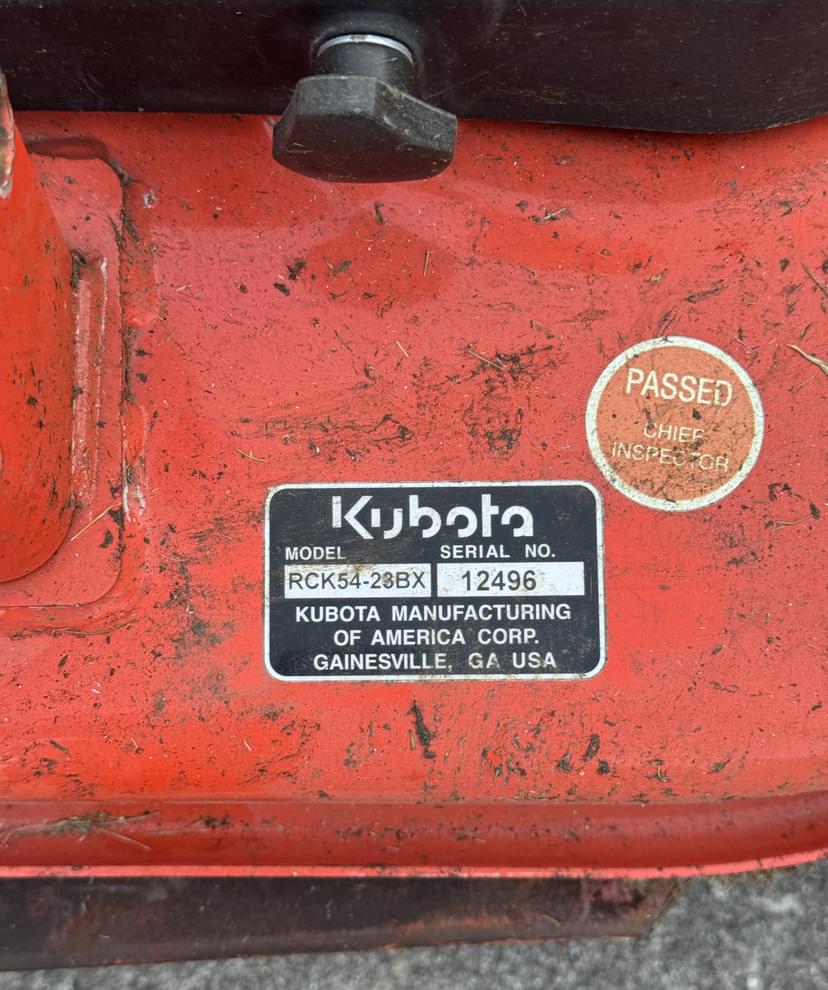 PASSED
CHIEF
INSPECTOR
Kubota
MODEL SERIAL NO.
RCK54-23BX 12496
KUBOTA MANUFACTURING
OF AMERICA CORP.
GAINESVILLE, GA USA